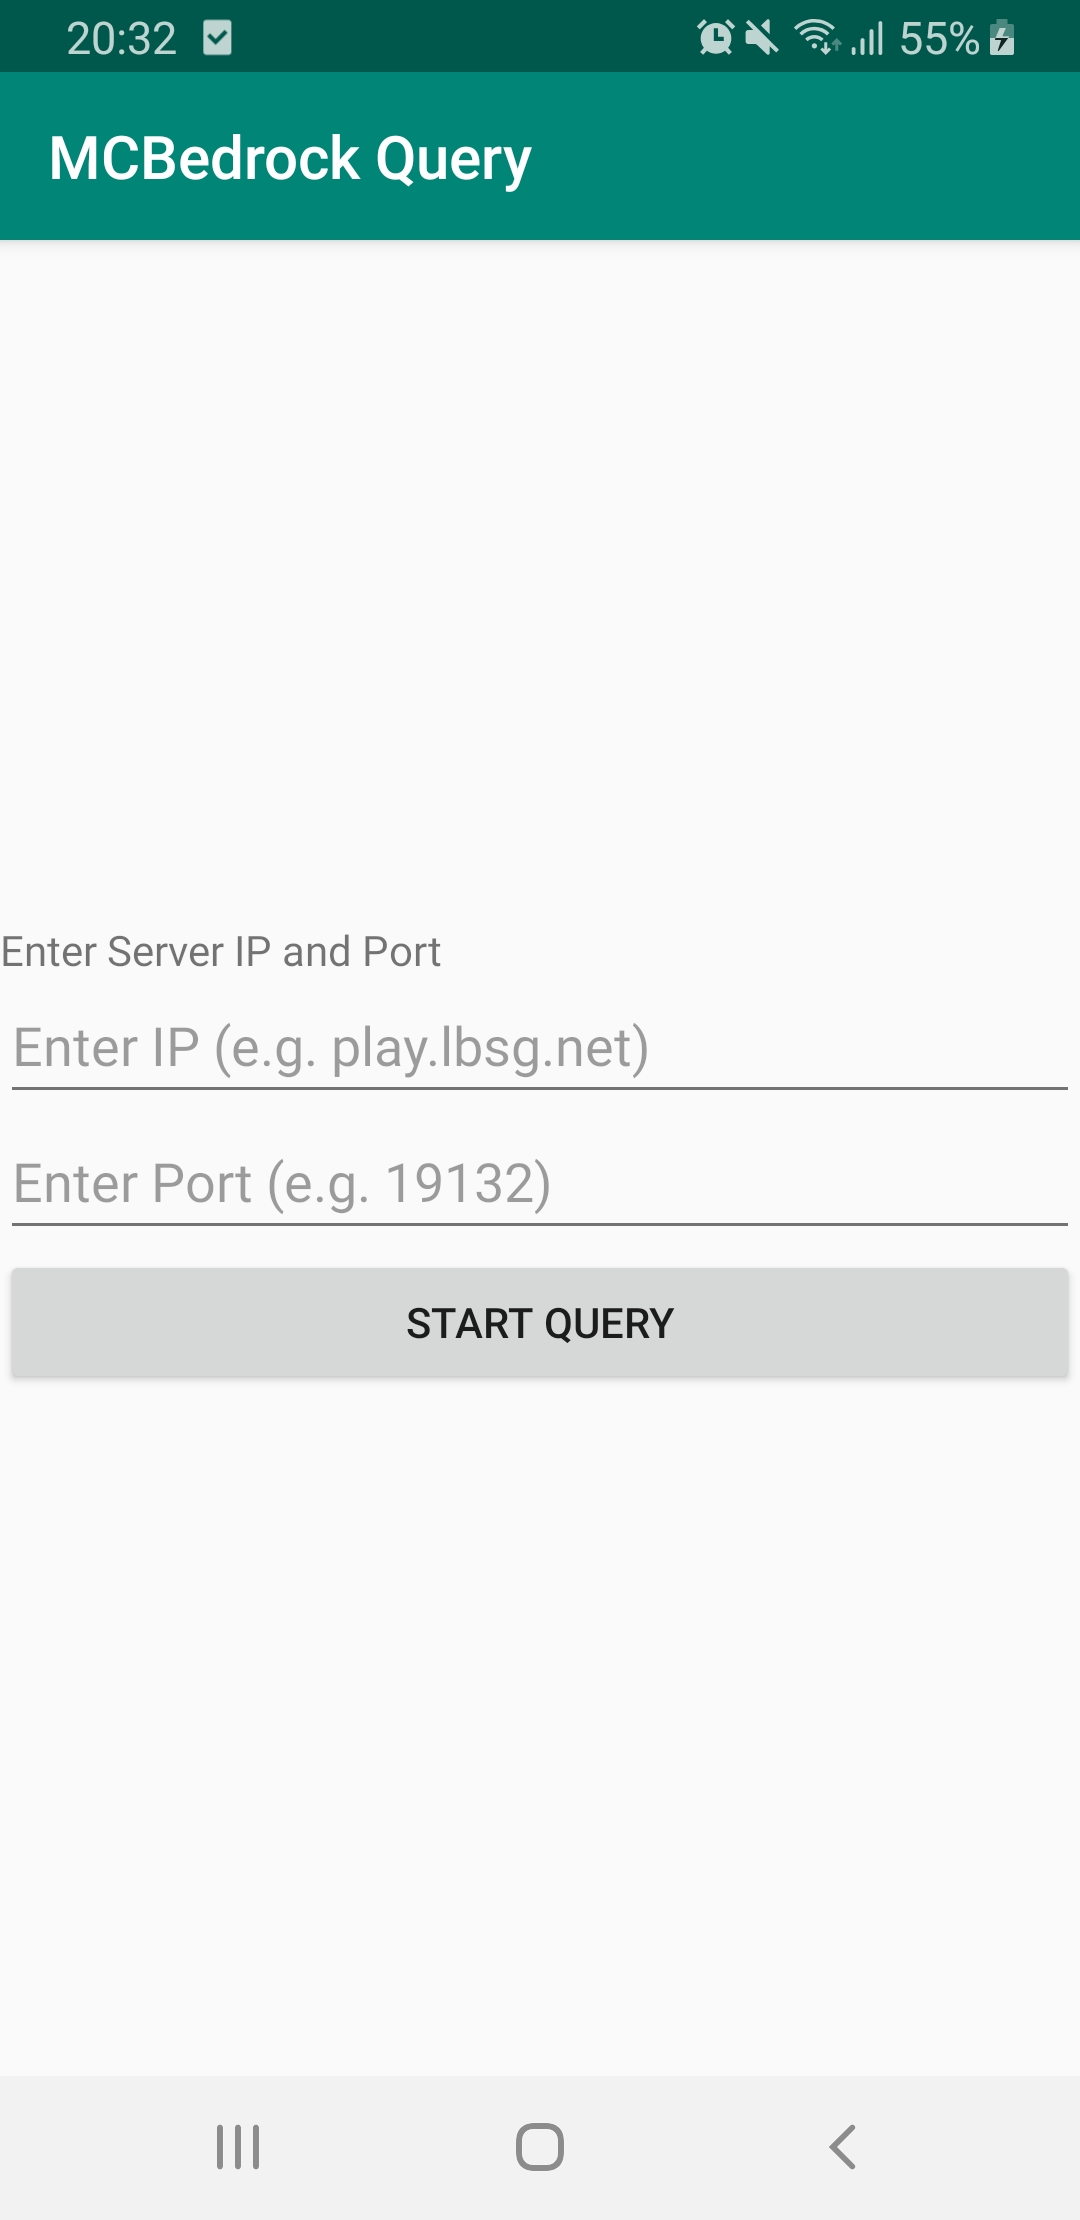 20:32 55%
MCBedrock Query
Enter Server IP and Port
Enter IP (e.g. play.lbsg.net)
Enter Port (e.g. 19132)
START QUERY